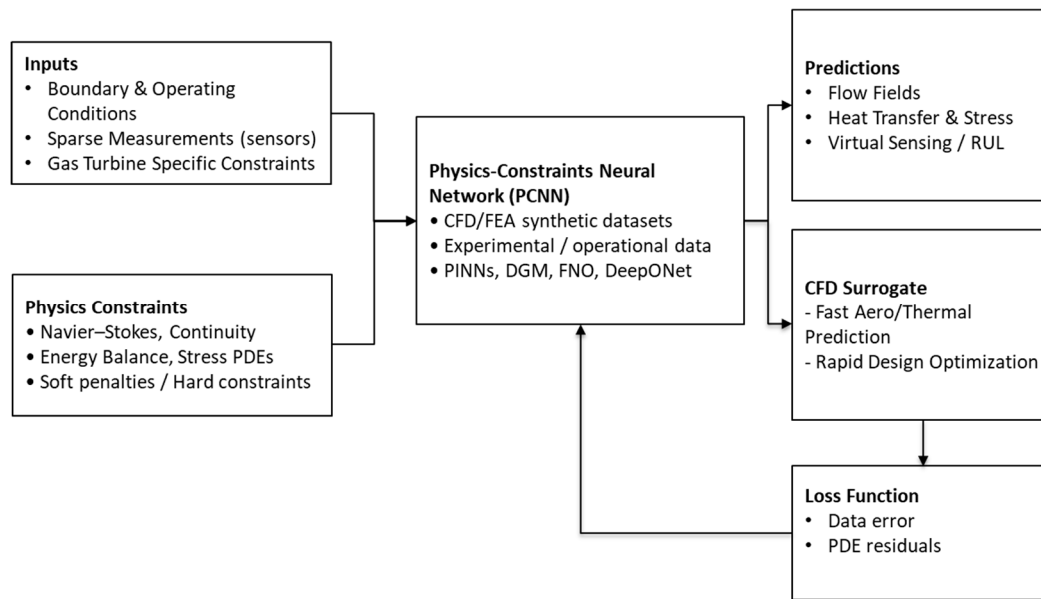 Inputs
• Boundary & Operating
Conditions
• Sparse Measurements (sensors)
• Gas Turbine Specific Constraints
Physics Constraints
• Navier–Stokes, Continuity
• Energy Balance, Stress PDEs
• Soft penalties / Hard constraints
Physics-Constraints Neural
Network (PCNN)
• CFD/FEA synthetic datasets
• Experimental / operational data
• PINNs, DGM, FNO, DeepONet
Predictions
• Flow Fields
• Heat Transfer & Stress
• Virtual Sensing / RUL
CFD Surrogate
- Fast Aero/Thermal
Prediction
- Rapid Design Optimization
Loss Function
• Data error
• PDE residuals